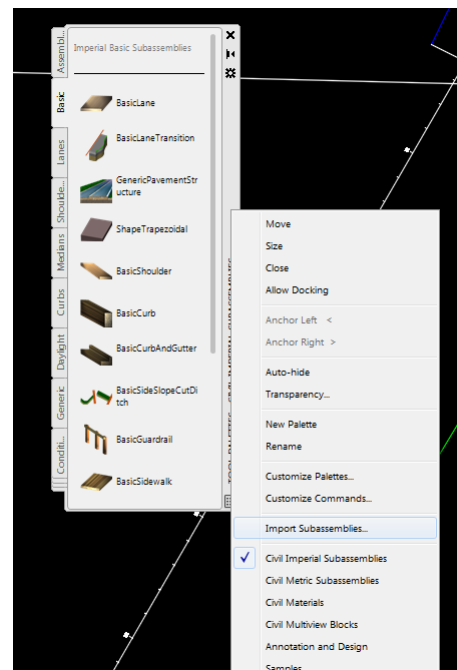 Imperial Basic Subassemblies
Assembl...
Basic
Lanes
Shoulde...
Medians
Curbs
Daylight
Generic
Conditi...
BasicLane
BasicLaneTransition
GenericPavementStr
ucture
ShapeTrapezoidal
BasicShoulder
BasicCurb
BasicCurbAndGutter
BasicSideSlopeCutDi
tch
BasicGuardrail
BasicSidewalk
TOOL PALETTES - CIVIL IMPERIAL SUBASSEMBLIES
Move
Size
Close
Allow Docking
Anchor Left <
Anchor Right >
Auto-hide
Transparency...
New Palette
Rename
Customize Palettes...
Customize Commands...
Import Subassemblies...
Civil Imperial Subassemblies
Civil Metric Subassemblies
Civil Materials
Civil Multiview Blocks
Annotation and Design
Samples